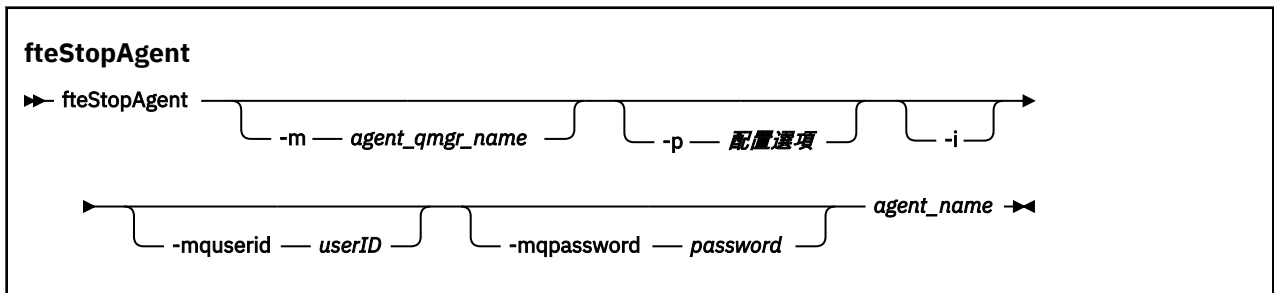 fteStopAgent
fteStopAgent -m agent_qmgr_name -p 配置選項 -i
-mquserid userID -mqpassword password agent_name